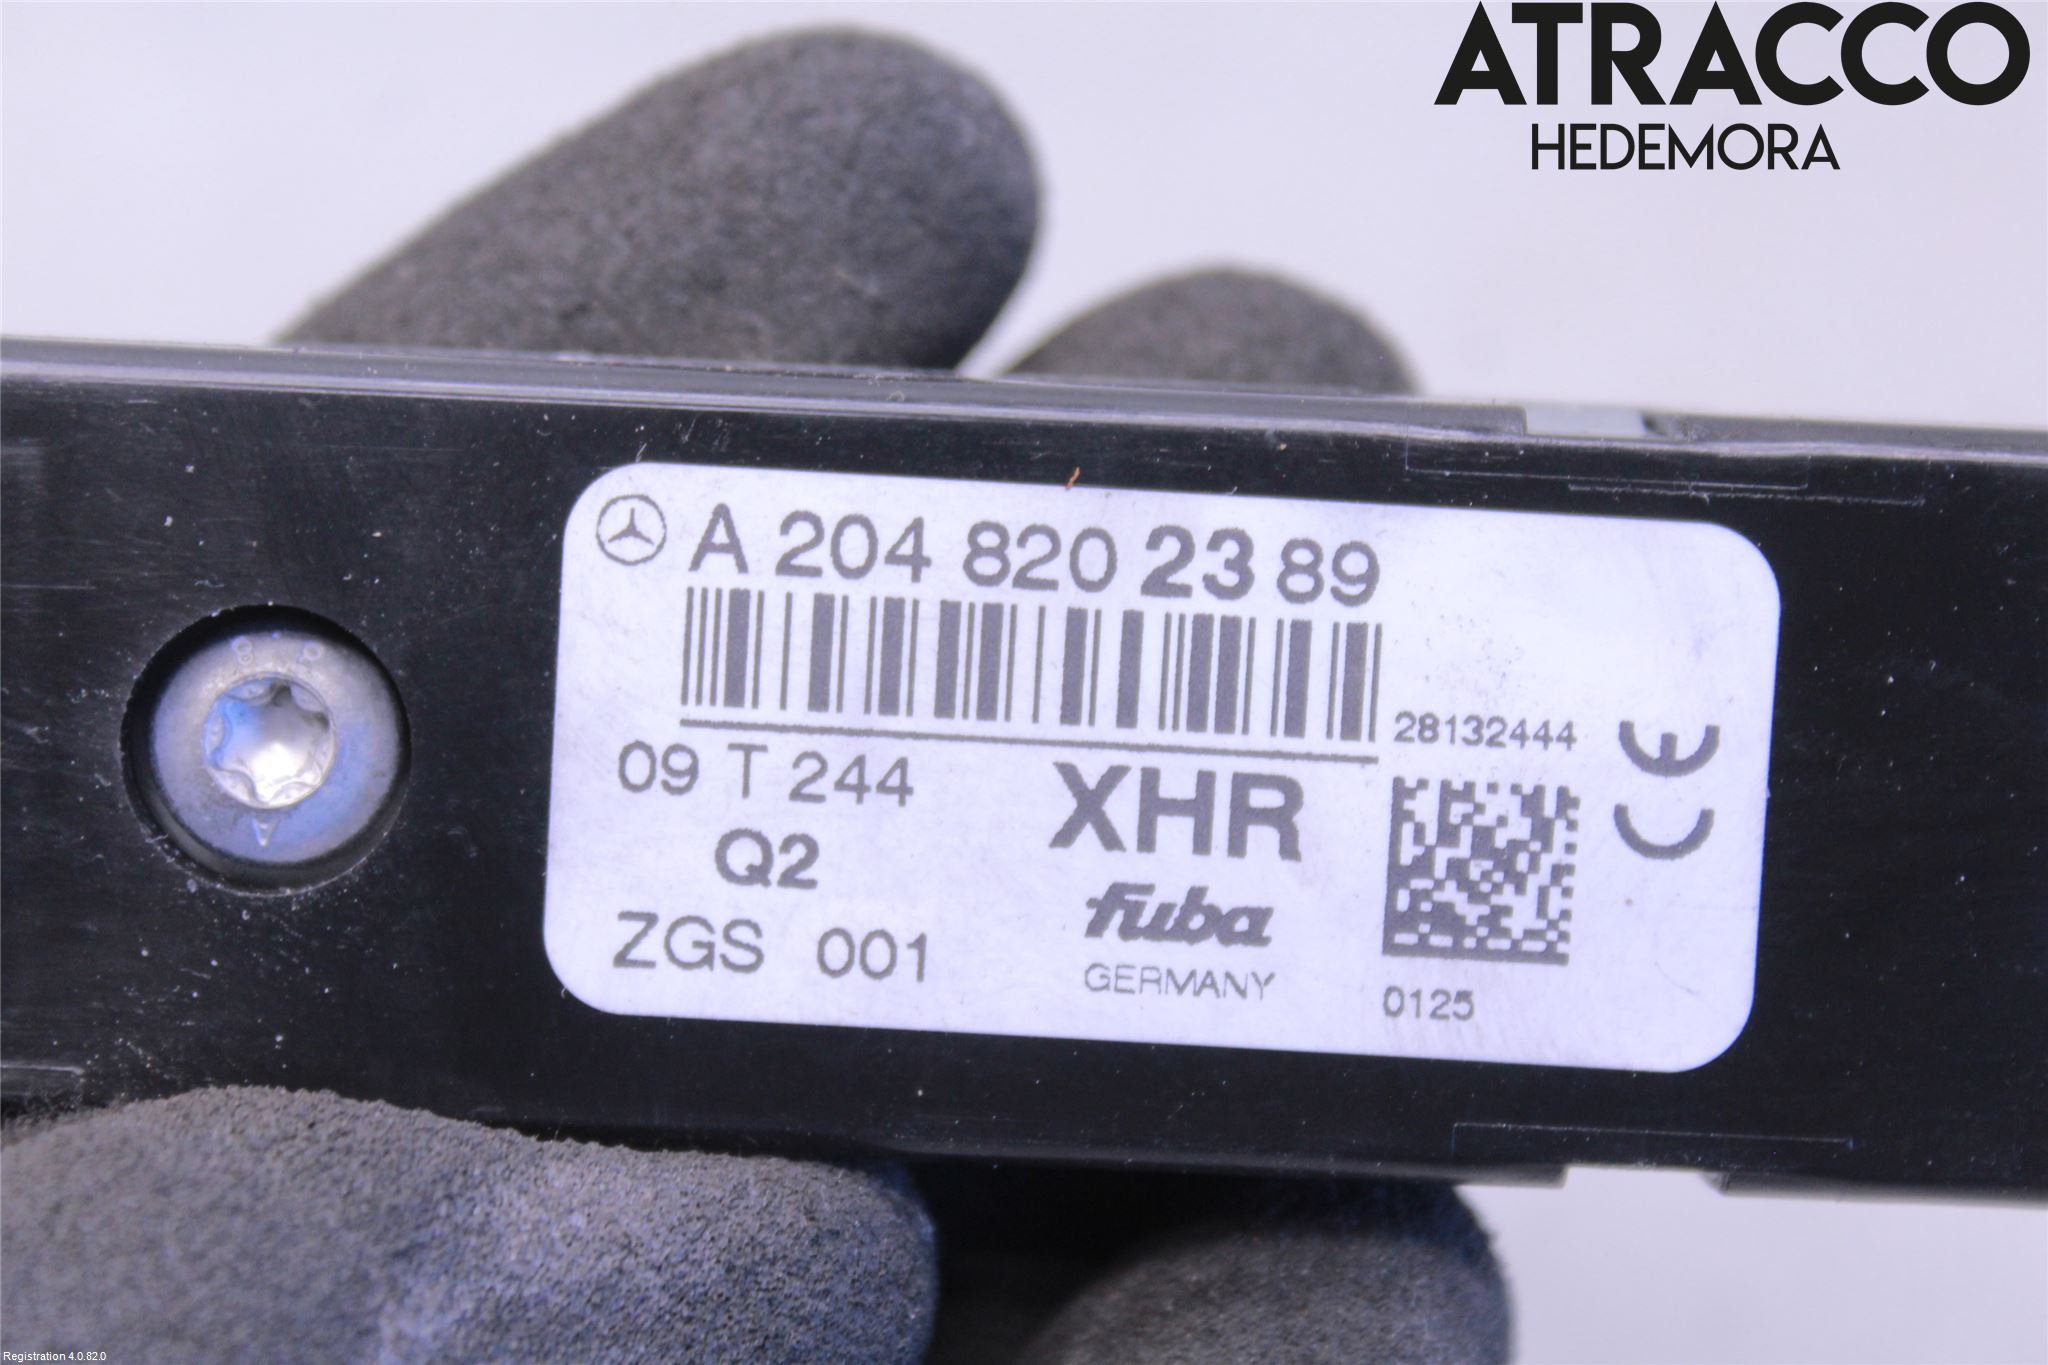 ATRACCO
HEDEMORA
A 204 820 23 89
28132444
CE
09 T 244
XHR
Q2
fuba
ZGS 001
GERMANY
0125
Registration 4.0.82.0